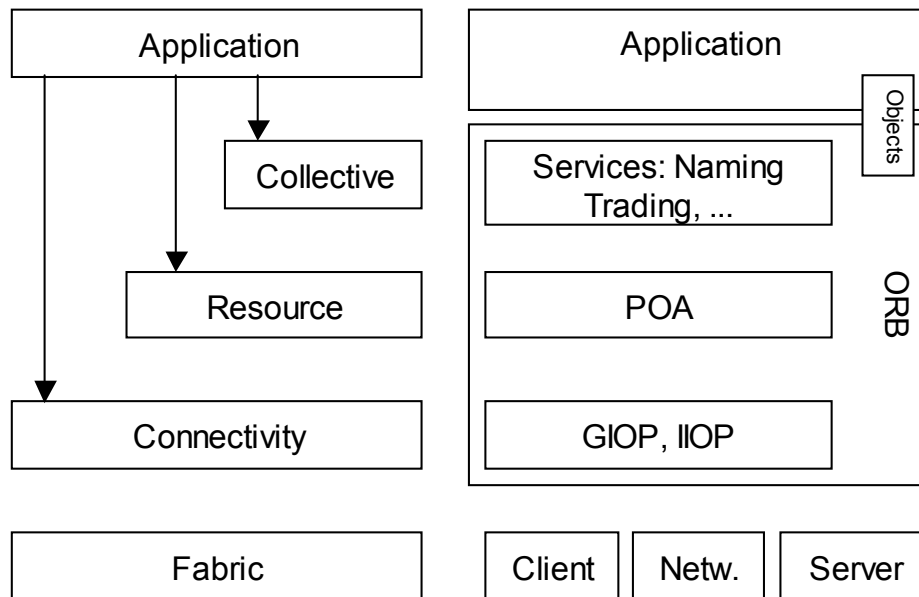 Application
Application
Objects
Collective
Services: Naming
Trading, ...
Resource
POA
ORB
Connectivity
GIOP, IIOP
Fabric
Client
Netw.
Server